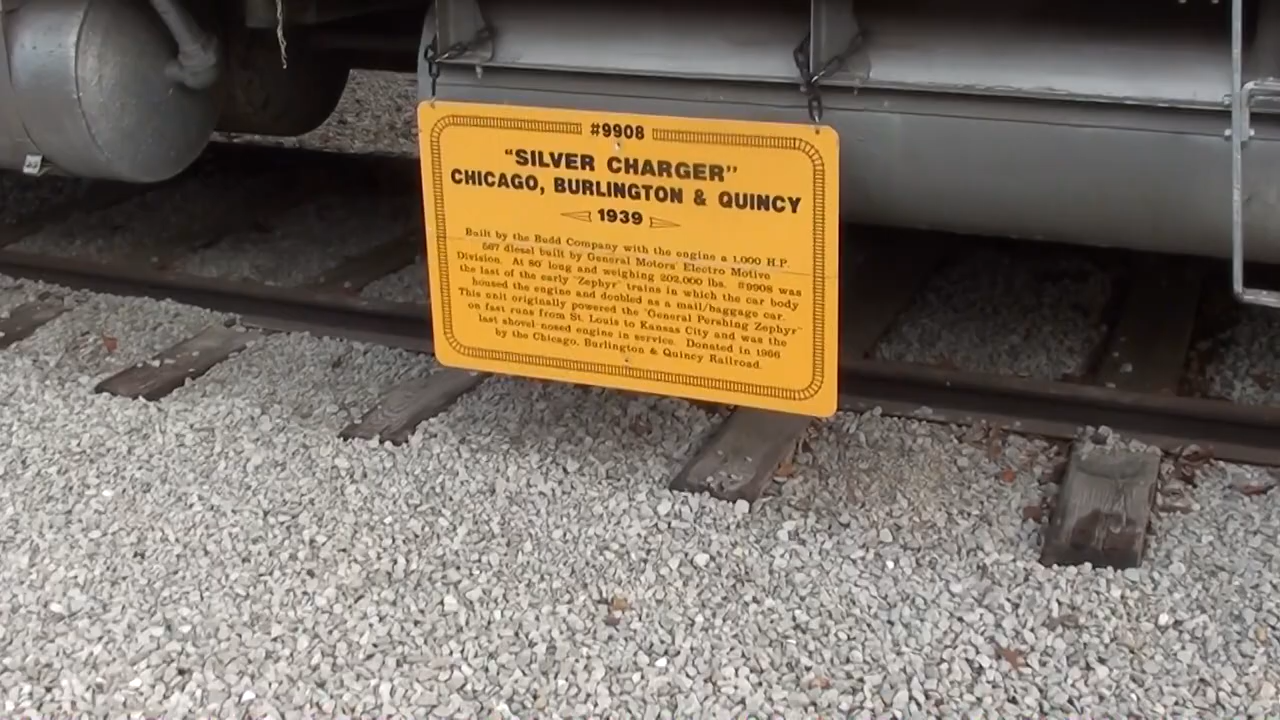 #9908
"SILVER CHARGER"
CHICAGO, BURLINGTON & QUINCY
1939
Built by the Budd Company with the engine a 1,000 H.P.
567 diesel built by General Motors' Electro Motive
Division. At 80' long and weighing 202,000 lbs. #9908 was
the last of the early "Zephyr" trains in which the car body
housed the engine and doubled as a mail/baggage car.
This unit originally powered the "General Pershing Zephyr"
on fast runs from St. Louis to Kansas City and was the
last shovel-nosed engine in service. Donated in 1966
by the Chicago, Burlington & Quincy Railroad.